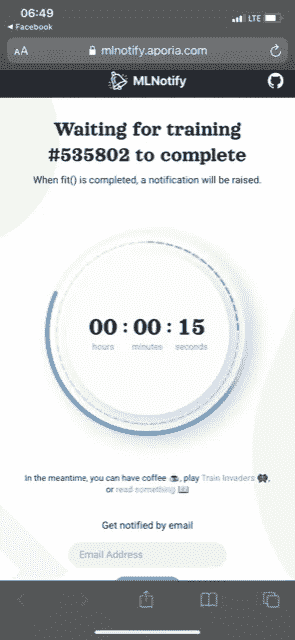 06:49
LTE
◂ Facebook
AA mlnotify.aporia.com
MLNotify
Waiting for training
#535802 to complete
When fit() is completed, a notification will be raised.
00 : 00 : 15
hours minutes seconds
In the meantime, you can have coffee ☕, play Train Invaders 👾,
or read something 📖
Get notified by email
Email Address